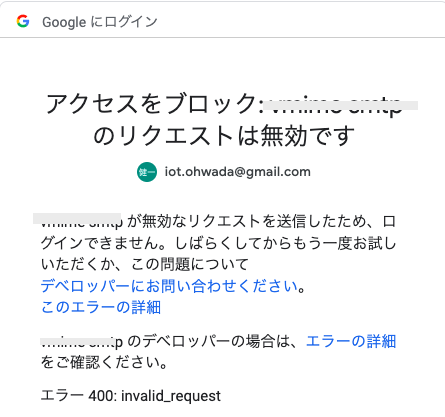 Google にログイン
アクセスをブロック:
のリクエストは無効です
健一 iot.ohwada@gmail.com
が無効なリクエストを送信したため、ロ
グインできません。しばらくしてからもう一度お試し
いただくか、この問題について
デベロッパーにお問い合わせください。
このエラーの詳細
のデベロッパーの場合は、エラーの詳細
をご確認ください。
エラー 400: invalid_request